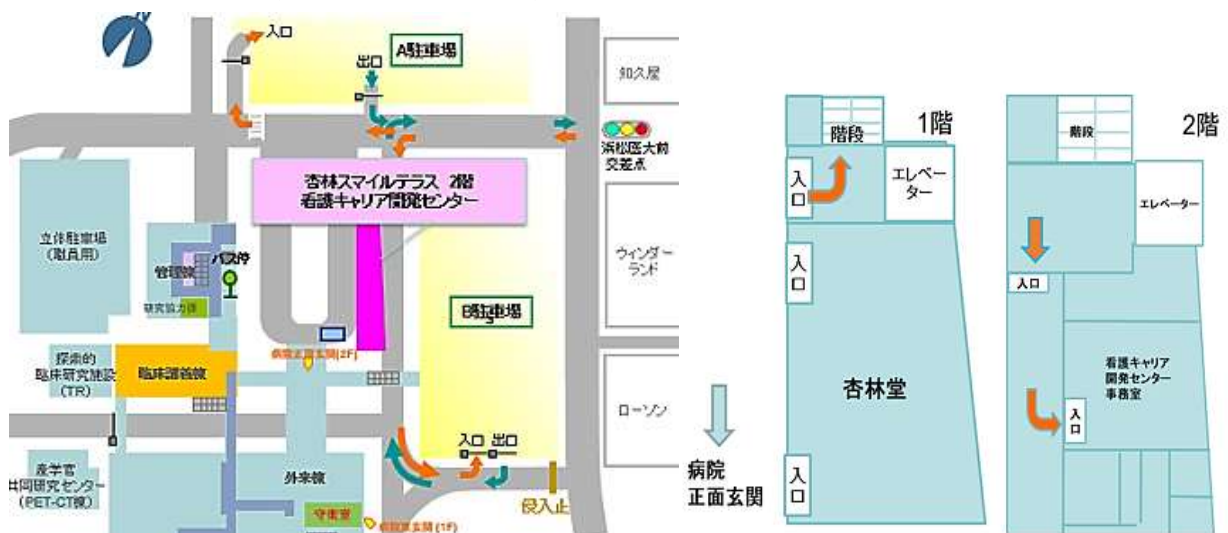 入口
A駐車場
出口
知久屋
浜松医大前
交差点
杏林スマイルテラス 2階
看護キャリア開発センター
立体駐車場
(職員用)
管理棟
バス停
研究協力課
ウィンダー
ランド
B駐車場
病院正面玄関(2F)
探索的
臨床研究施設
(TR)
臨床講義棟
ローソン
入口 出口
産学官
共同研究センター
(PET-CT棟)
外来棟
守衛室
侵入止
(1F)
病院
正面玄関
1階
階段
入口
エレベー
ター
入口
杏林堂
入口
2階
階段
エレベーター
入口
看護キャリア
開発センター
事務室
入口